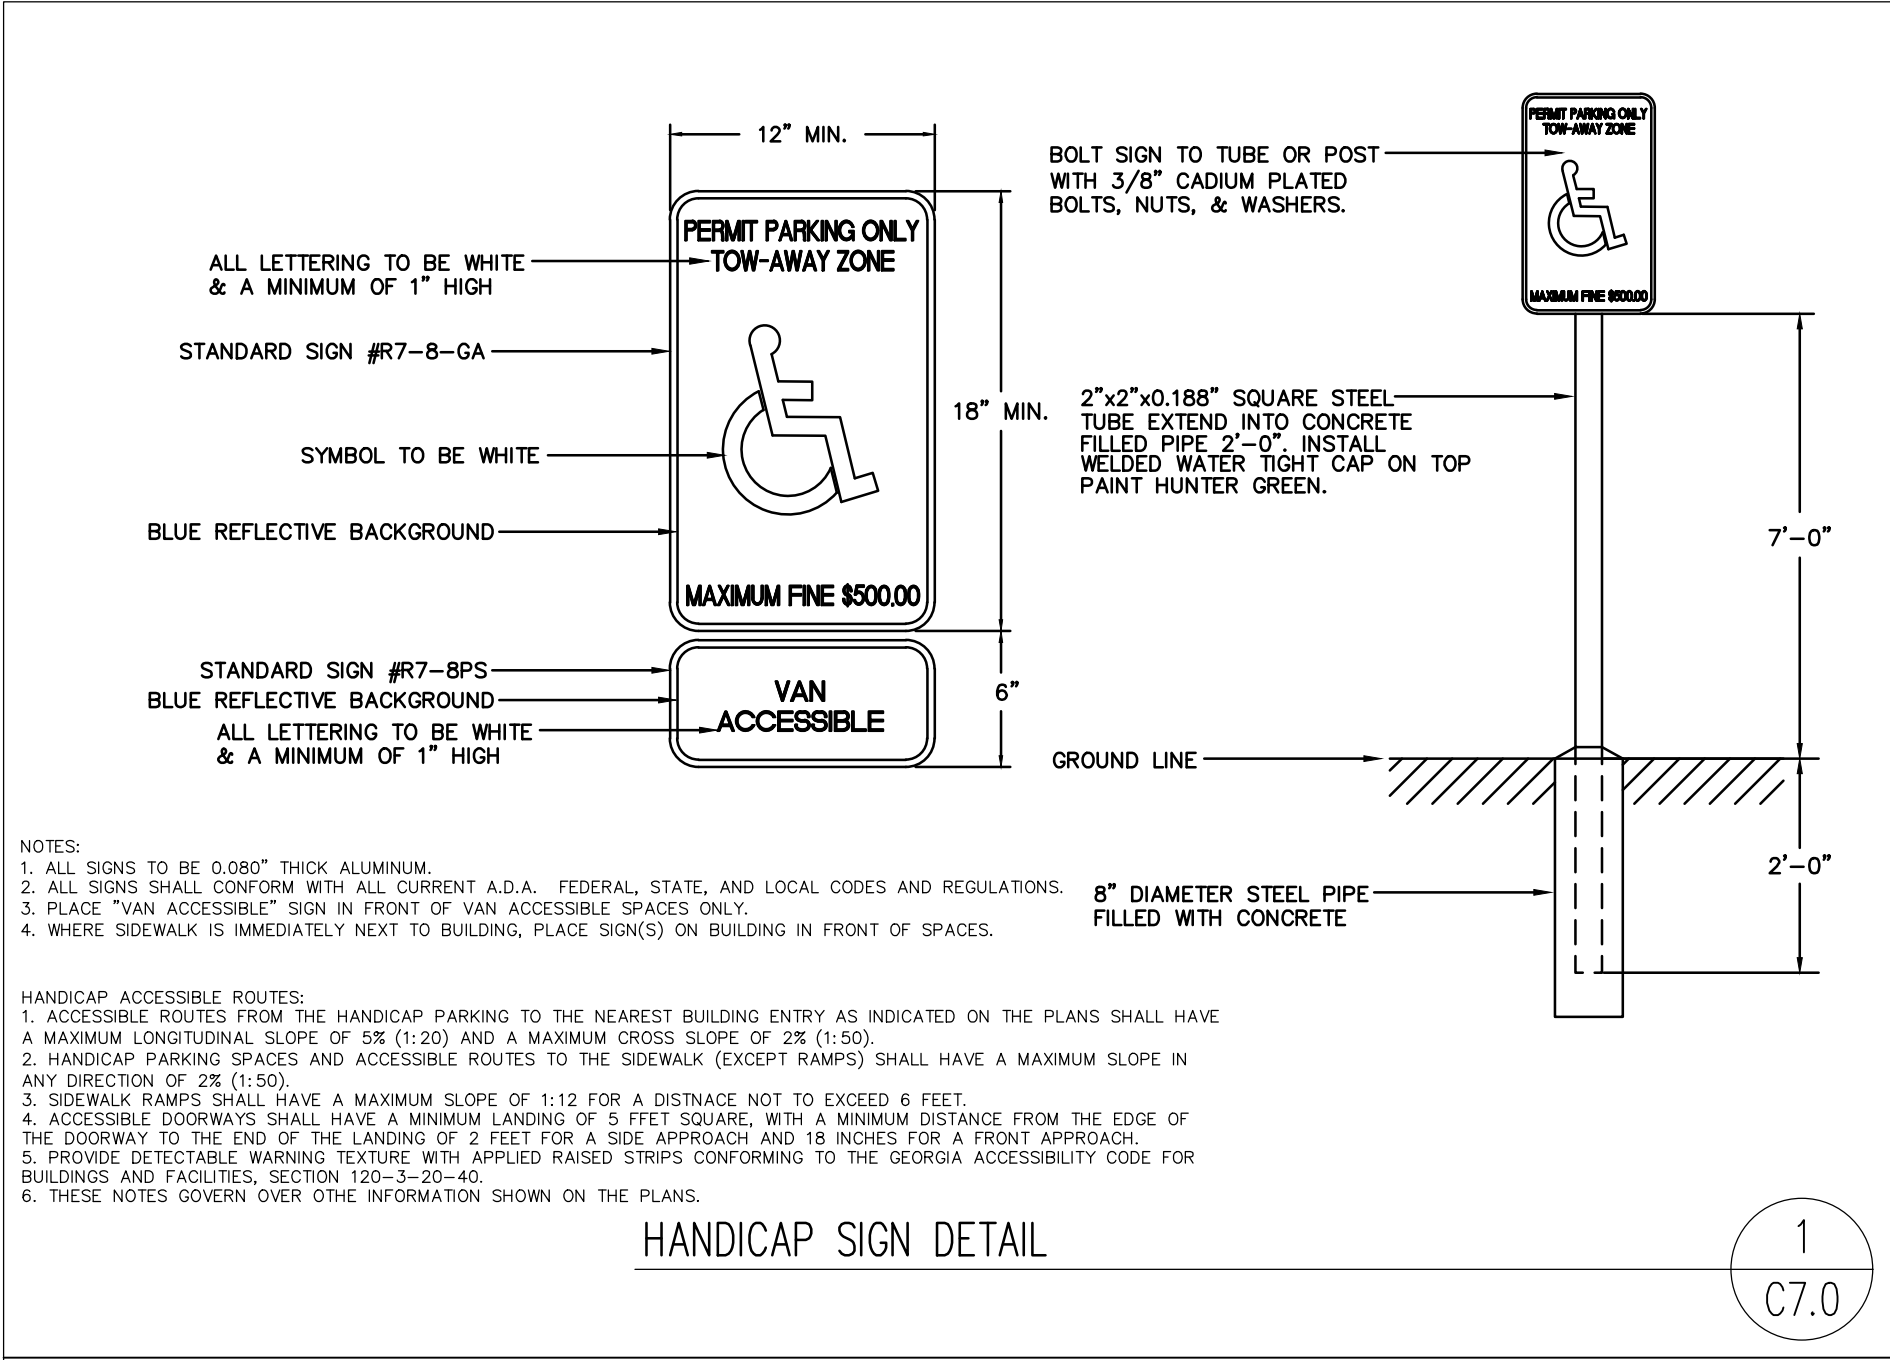 12" MIN.
PERMIT PARKING ONLY
TOW-AWAY ZONE
MAXIMUM FINE $500.00
18" MIN.
VAN
ACCESSIBLE
6"
ALL LETTERING TO BE WHITE
& A MINIMUM OF 1" HIGH
STANDARD SIGN #R7-8-GA
SYMBOL TO BE WHITE
BLUE REFLECTIVE BACKGROUND
STANDARD SIGN #R7-8PS
BLUE REFLECTIVE BACKGROUND
ALL LETTERING TO BE WHITE
& A MINIMUM OF 1" HIGH
BOLT SIGN TO TUBE OR POST
WITH 3/8" CADIUM PLATED
BOLTS, NUTS, & WASHERS.
PERMIT PARKING ONLY
TOW-AWAY ZONE
MAXIMUM FINE $500.00
2"x2"x0.188" SQUARE STEEL
TUBE EXTEND INTO CONCRETE
FILLED PIPE 2'-0". INSTALL
WELDED WATER TIGHT CAP ON TOP
PAINT HUNTER GREEN.
7'-0"
GROUND LINE
2'-0"
8" DIAMETER STEEL PIPE
FILLED WITH CONCRETE
NOTES:
1. ALL SIGNS TO BE 0.080" THICK ALUMINUM.
2. ALL SIGNS SHALL CONFORM WITH ALL CURRENT A.D.A. FEDERAL, STATE, AND LOCAL CODES AND REGULATIONS.
3. PLACE "VAN ACCESSIBLE" SIGN IN FRONT OF VAN ACCESSIBLE SPACES ONLY.
4. WHERE SIDEWALK IS IMMEDIATELY NEXT TO BUILDING, PLACE SIGN(S) ON BUILDING IN FRONT OF SPACES.
HANDICAP ACCESSIBLE ROUTES:
1. ACCESSIBLE ROUTES FROM THE HANDICAP PARKING TO THE NEAREST BUILDING ENTRY AS INDICATED ON THE PLANS SHALL HAVE
A MAXIMUM LONGITUDINAL SLOPE OF 5% (1:20) AND A MAXIMUM CROSS SLOPE OF 2% (1:50).
2. HANDICAP PARKING SPACES AND ACCESSIBLE ROUTES TO THE SIDEWALK (EXCEPT RAMPS) SHALL HAVE A MAXIMUM SLOPE IN
ANY DIRECTION OF 2% (1:50).
3. SIDEWALK RAMPS SHALL HAVE A MAXIMUM SLOPE OF 1:12 FOR A DISTNACE NOT TO EXCEED 6 FEET.
4. ACCESSIBLE DOORWAYS SHALL HAVE A MINIMUM LANDING OF 5 FFET SQUARE, WITH A MINIMUM DISTANCE FROM THE EDGE OF
THE DOORWAY TO THE END OF THE LANDING OF 2 FEET FOR A SIDE APPROACH AND 18 INCHES FOR A FRONT APPROACH.
5. PROVIDE DETECTABLE WARNING TEXTURE WITH APPLIED RAISED STRIPS CONFORMING TO THE GEORGIA ACCESSIBILITY CODE FOR
BUILDINGS AND FACILITIES, SECTION 120-3-20-40.
6. THESE NOTES GOVERN OVER OTHE INFORMATION SHOWN ON THE PLANS.
HANDICAP SIGN DETAIL
1
C7.0